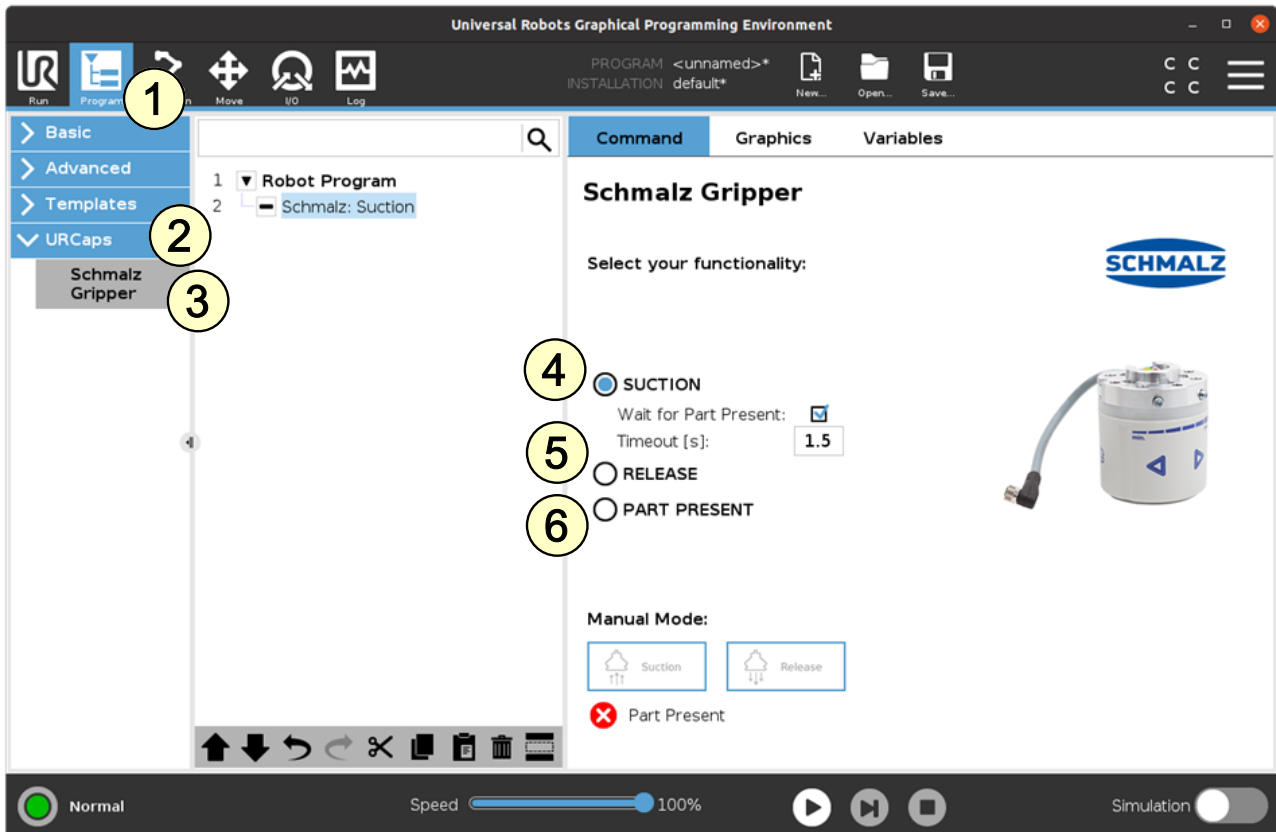 Universal Robots Graphical Programming Environment
PROGRAM <unnamed>*
INSTALLATION default*
Run
Program
Move
I/O
Log
New...
Open...
Save...
C C
C C
1
Basic
Advanced
Templates
URCaps
2
Schmalz
Gripper
3
1 Robot Program
2 Schmalz: Suction
Command Graphics Variables
Schmalz Gripper
Select your functionality:
SCHMALZ
4
SUCTION
Wait for Part Present:
Timeout [s]: 1.5
5
RELEASE
6
PART PRESENT
Manual Mode:
Suction
Release
Part Present
Normal
Speed 100%
Simulation